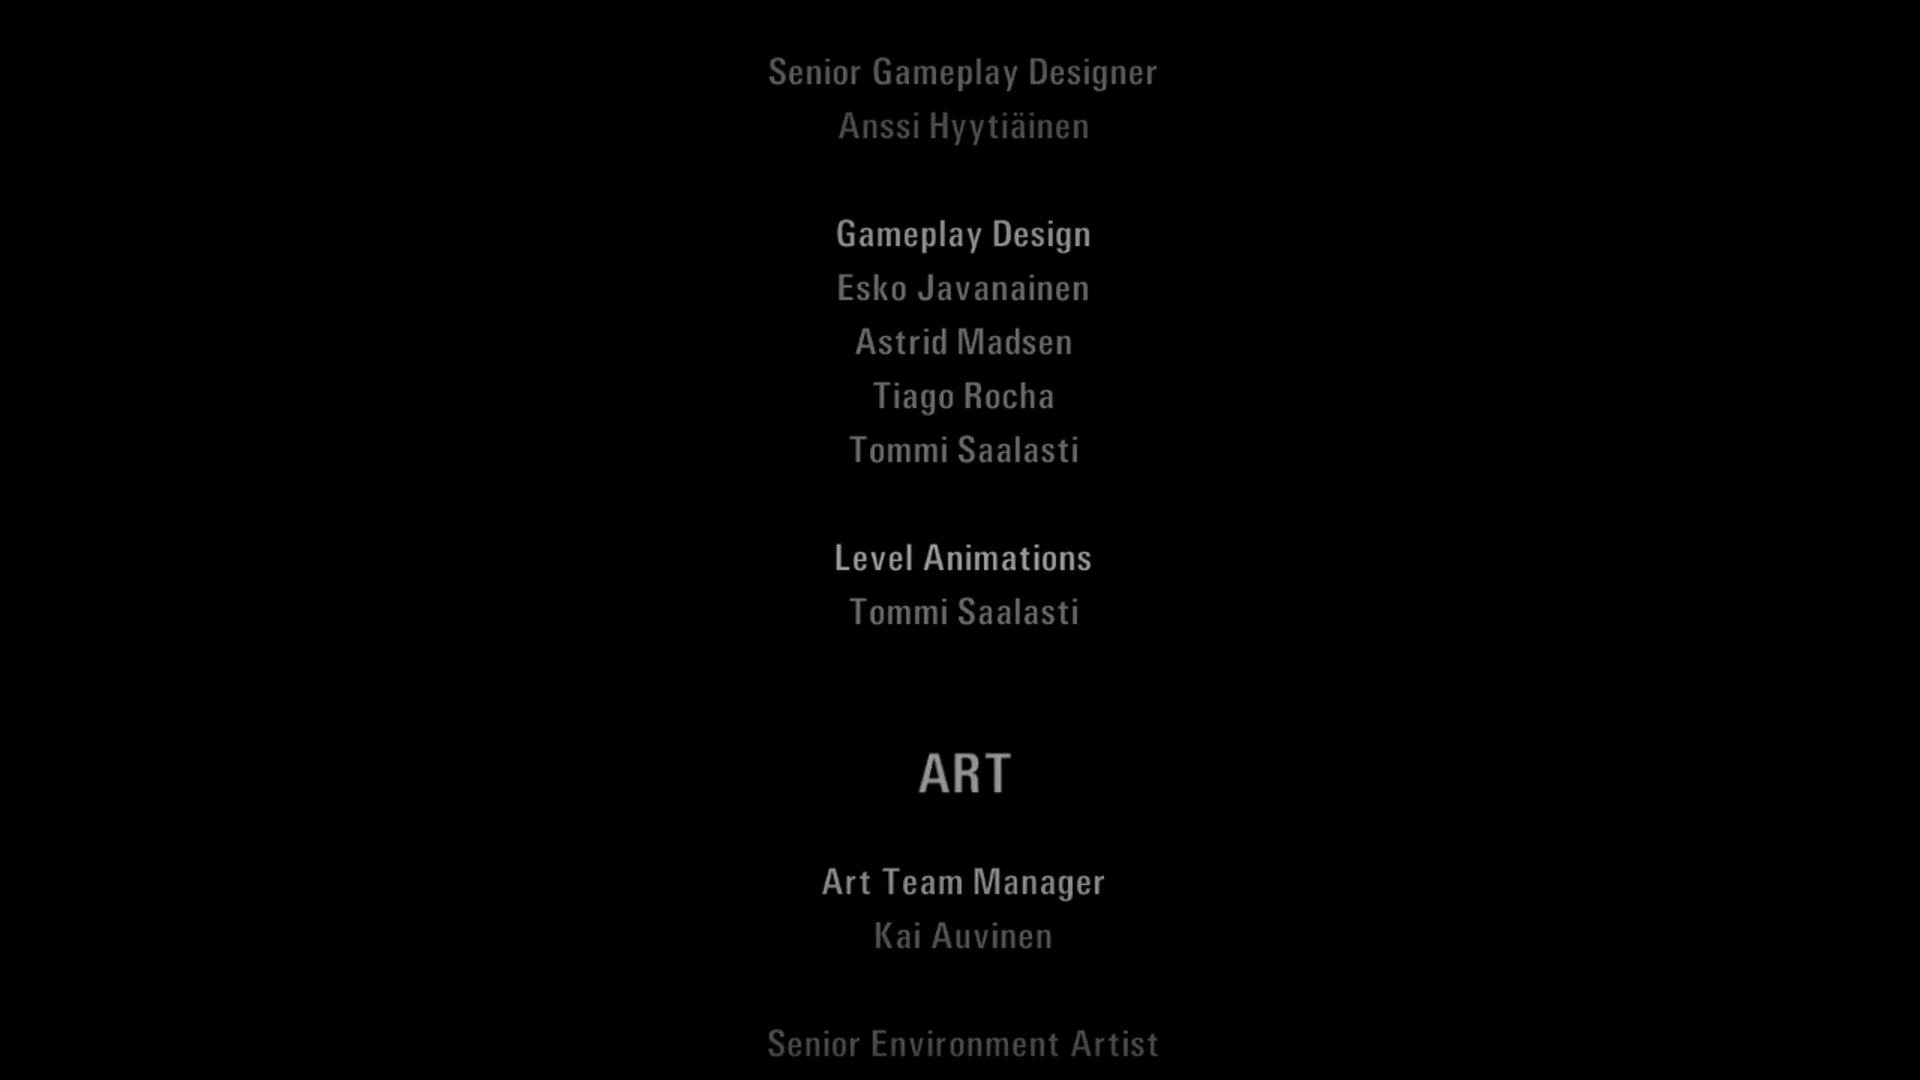 Senior Gameplay Designer
Anssi Hyytiäinen
Gameplay Design
Esko Javanainen
Astrid Madsen
Tiago Rocha
Tommi Saalasti
Level Animations
Tommi Saalasti
ART
Art Team Manager
Kai Auvinen
Senior Environment Artist